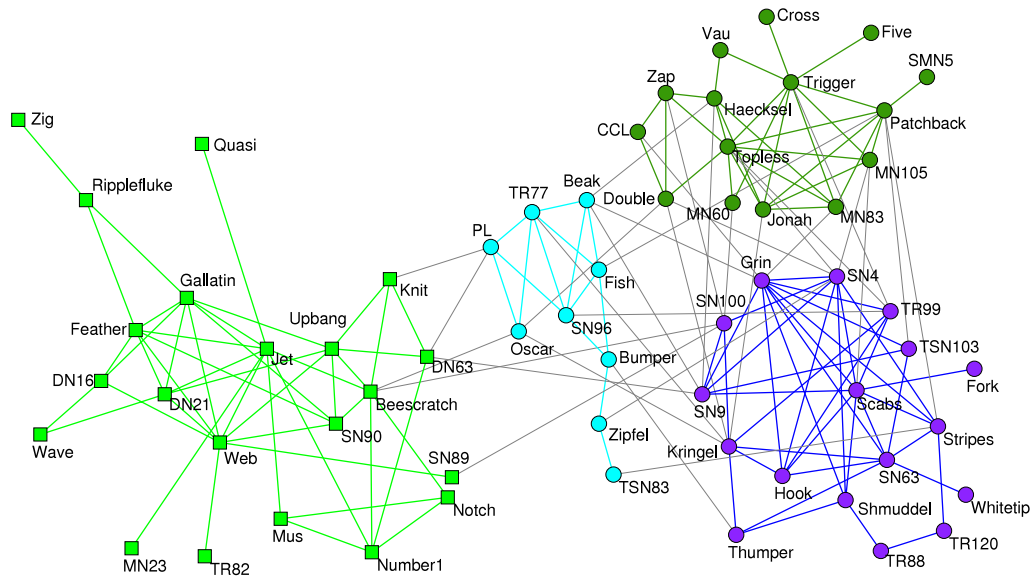 Cross
Vau
Five
SMN5
Zap
Trigger
Haecksel
Zig
CCL
Patchback
Quasi
Topless
MN105
Ripplefluke
Beak
TR77
Double
MN60
Jonah
MN83
PL
Grin
SN4
Gallatin
Knit
Fish
SN100
TR99
Feather
Upbang
SN96
Oscar
TSN103
Jet
DN63
Bumper
DN16
Fork
DN21
Beescratch
SN9
Scabs
Wave
SN90
Zipfel
Stripes
Web
SN89
Kringel
SN63
TSN83
Hook
Notch
Whitetip
Shmuddel
Mus
Thumper
TR120
MN23
TR82
Number1
TR88